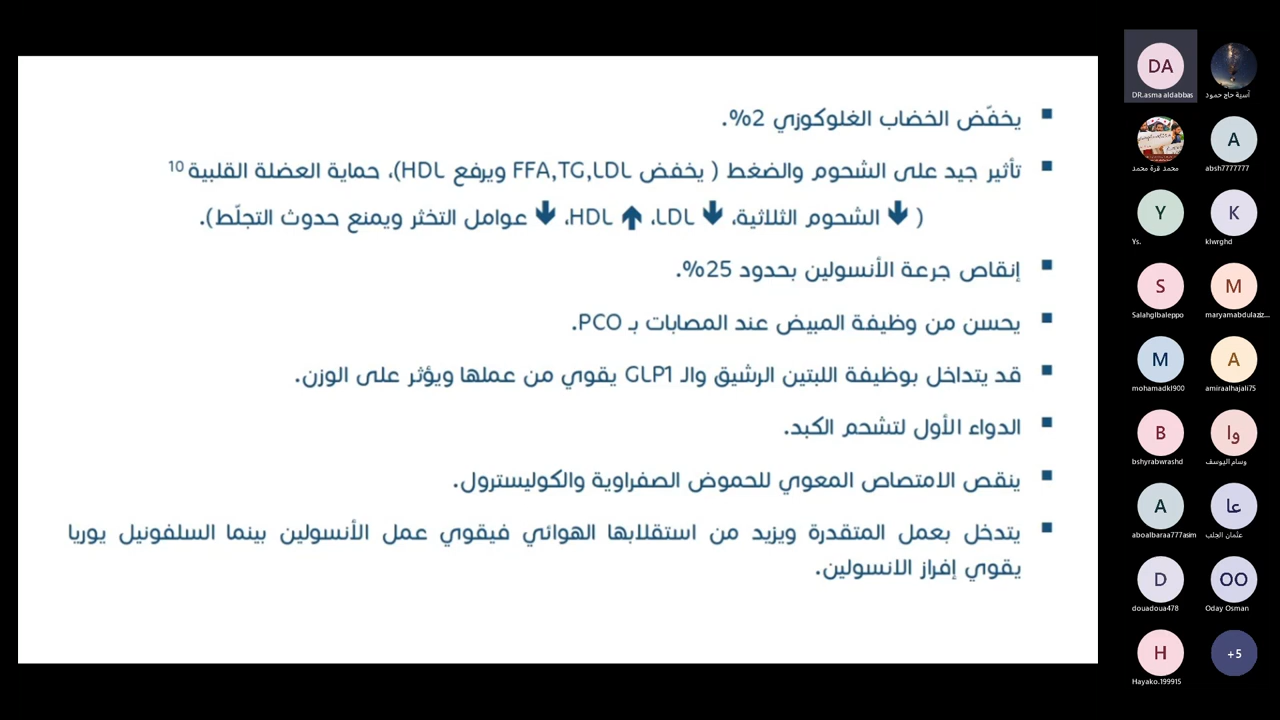 ▪ يخفّض الخضاب الغلوكوزي 2%.
▪ تأثير جيد على الشحوم والضغط ( يخفض FFA,TG,LDL ويرفع HDL)، حماية العضلة القلبية 10
( 🡇 الشحوم الثلاثية، 🡇 LDL، 🡅 HDL، 🡇 عوامل التخثر ويمنع حدوث التجلّط).
▪ إنقاص جرعة الأنسولين بحدود 25%.
▪ يحسن من وظيفة المبيض عند المصابات بـ PCO.
▪ قد يتداخل بوظيفة اللبتين الرشيق والـ GLP1 يقوي من عملها ويؤثر على الوزن.
▪ الدواء الأول لتشحم الكبد.
▪ ينقص الامتصاص المعوي للحموض الصفراوية والكوليسترول.
▪ يتدخل بعمل المتقدرة ويزيد من استقلابها الهوائي فيقوي عمل الأنسولين بينما السلفونيل يوريا
يقوي إفراز الانسولين.
DA
DR.asma aldabbas
آسية حاج حمود
محمد قرة محمد
A
absh7777777
Y
Ys.
K
klwrghd
S
Salahglbaleppo
M
maryamabdulaziz...
M
mohamadkl900
A
amiraalhajali75
B
bshyrabwrashd
وا
وسام اليوسف
A
aboalbaraa777asim
عا
عثمان الجلب
D
douadoua478
OO
Oday Osman
H
Hayako.199915
+5